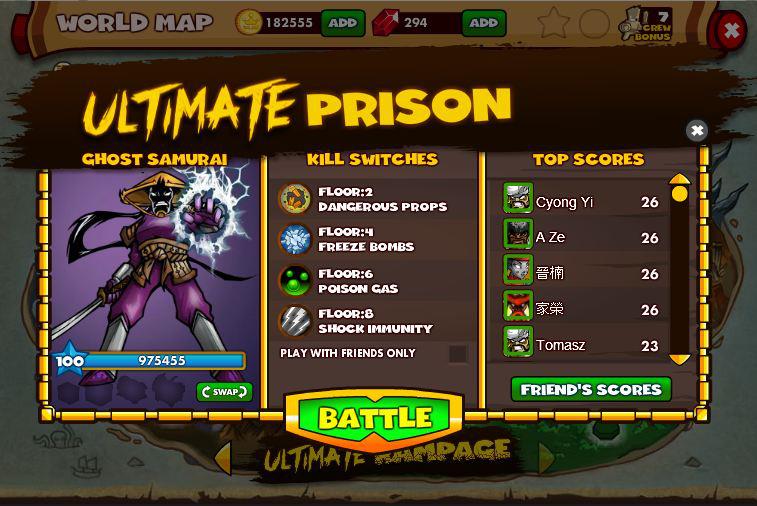 WORLD MAP
182555
ADD
294
ADD
7
CREW
BONUS
ULTIMATE PRISON
GHOST SAMURAI
KILL SWITCHES
TOP SCORES
FLOOR:2
DANGEROUS PROPS
FLOOR:4
FREEZE BOMBS
FLOOR:6
POISON GAS
FLOOR:8
SHOCK IMMUNITY
PLAY WITH FRIENDS ONLY
Cyong Yi 26
A Ze 26
晉楠 26
家榮 26
Tomasz 23
100
975455
SWAP
FRIEND'S SCORES
BATTLE
ULTIMATE RAMPAGE